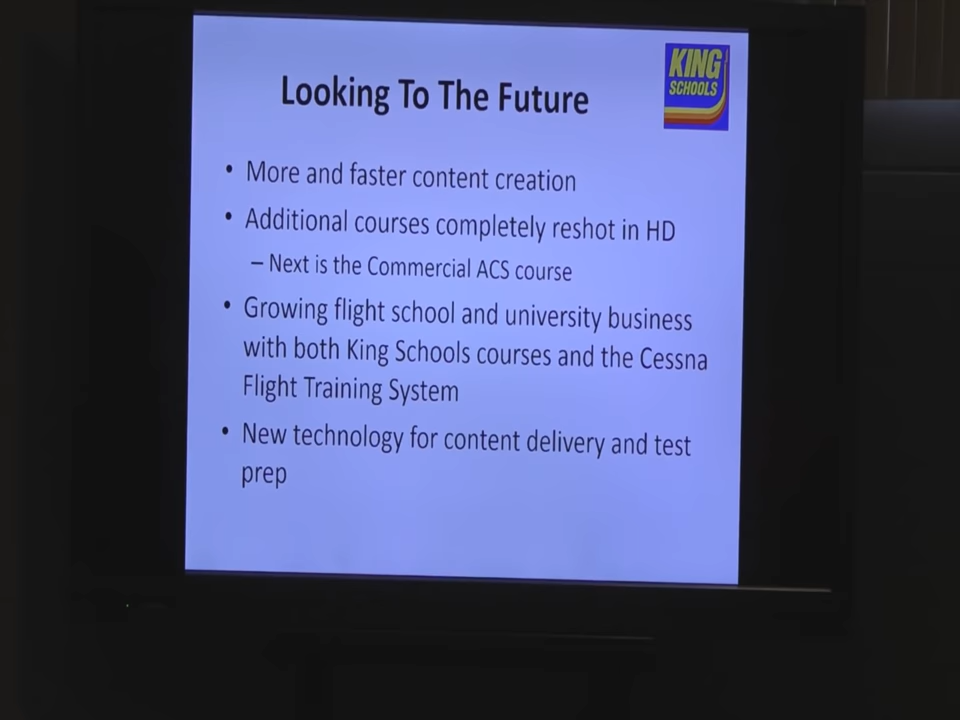 KING
SCHOOLS
Looking To The Future
• More and faster content creation
• Additional courses completely reshot in HD
– Next is the Commercial ACS course
• Growing flight school and university business
with both King Schools courses and the Cessna
Flight Training System
• New technology for content delivery and test
prep